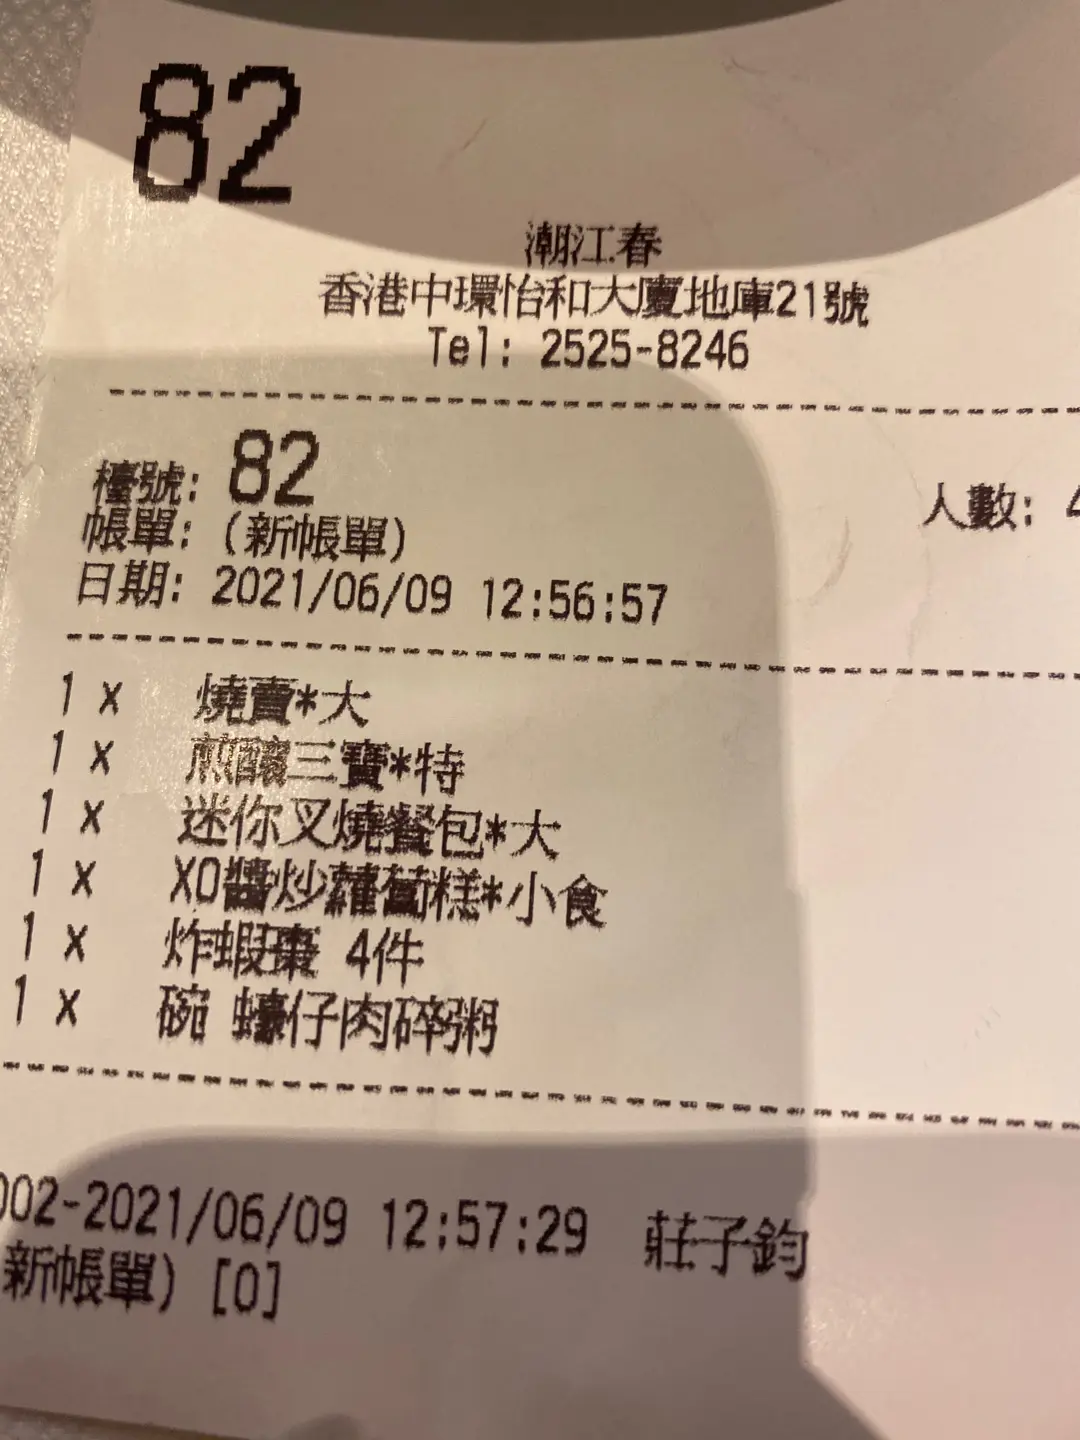 82
潮江春
香港中環怡和大廈地庫21號
Tel: 2525-8246
檯號: 82
人數: 4
帳單: (新帳單)
日期: 2021/06/09 12:56:57
1 x 燒賣*大
1 x 煎釀三寶*特
1 x 迷你叉燒餐包*大
1 x XO醬炒蘿蔔糕*小食
1 x 炸蝦棗 4件
1 x 碗 蠔仔肉碎粥
002-2021/06/09 12:57:29 莊子鈞
新帳單) [0]